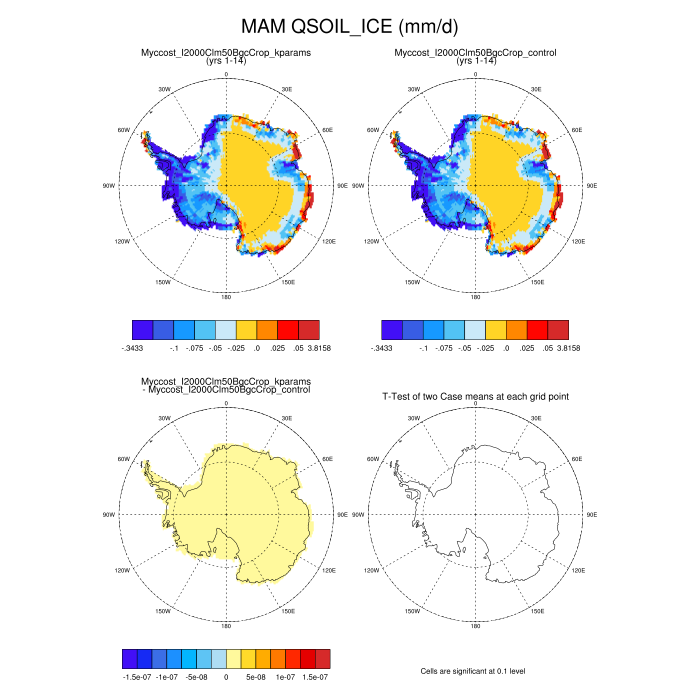 MAM QSOIL_ICE (mm/d)
Myccost_I2000Clm50BgcCrop_kparams
(yrs 1-14)
0
30W 30E
60W 60E
90W 90E
120W 120E
150W 150E
180
-.3433 -.1 -.075 -.05 -.025 .0 .025 .05 3.8158
Myccost_I2000Clm50BgcCrop_control
(yrs 1-14)
0
30W 30E
60W 60E
90W 90E
120W 120E
150W 150E
180
-.3433 -.1 -.075 -.05 -.025 .0 .025 .05 3.8158
Myccost_I2000Clm50BgcCrop_kparams
- Myccost_I2000Clm50BgcCrop_control
0
30W 30E
60W 60E
90W 90E
120W 120E
150W 150E
180
-1.5e-07 -1e-07 -5e-08 0 5e-08 1e-07 1.5e-07
T-Test of two Case means at each grid point
0
30W 30E
60W 60E
90W 90E
120W 120E
150W 150E
180
Cells are significant at 0.1 level